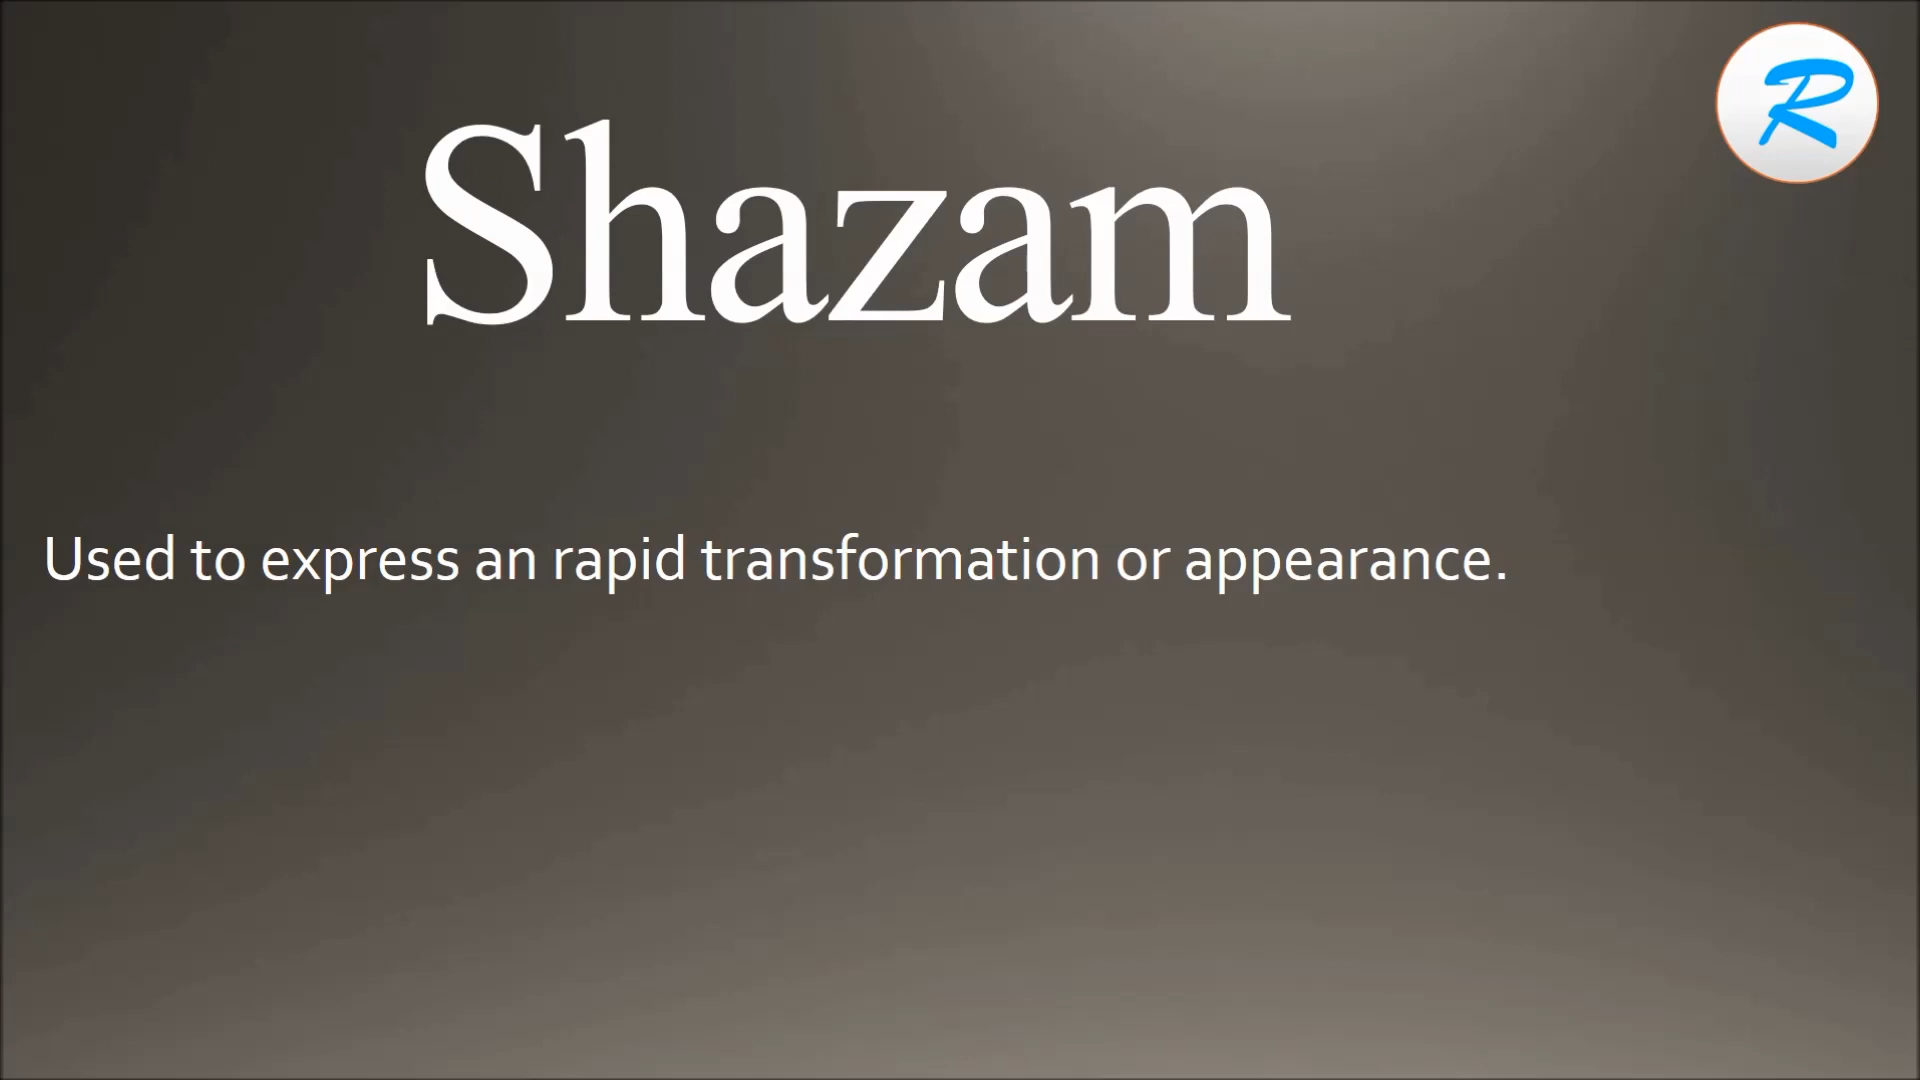 R
Shazam
Used to express an rapid transformation or appearance.